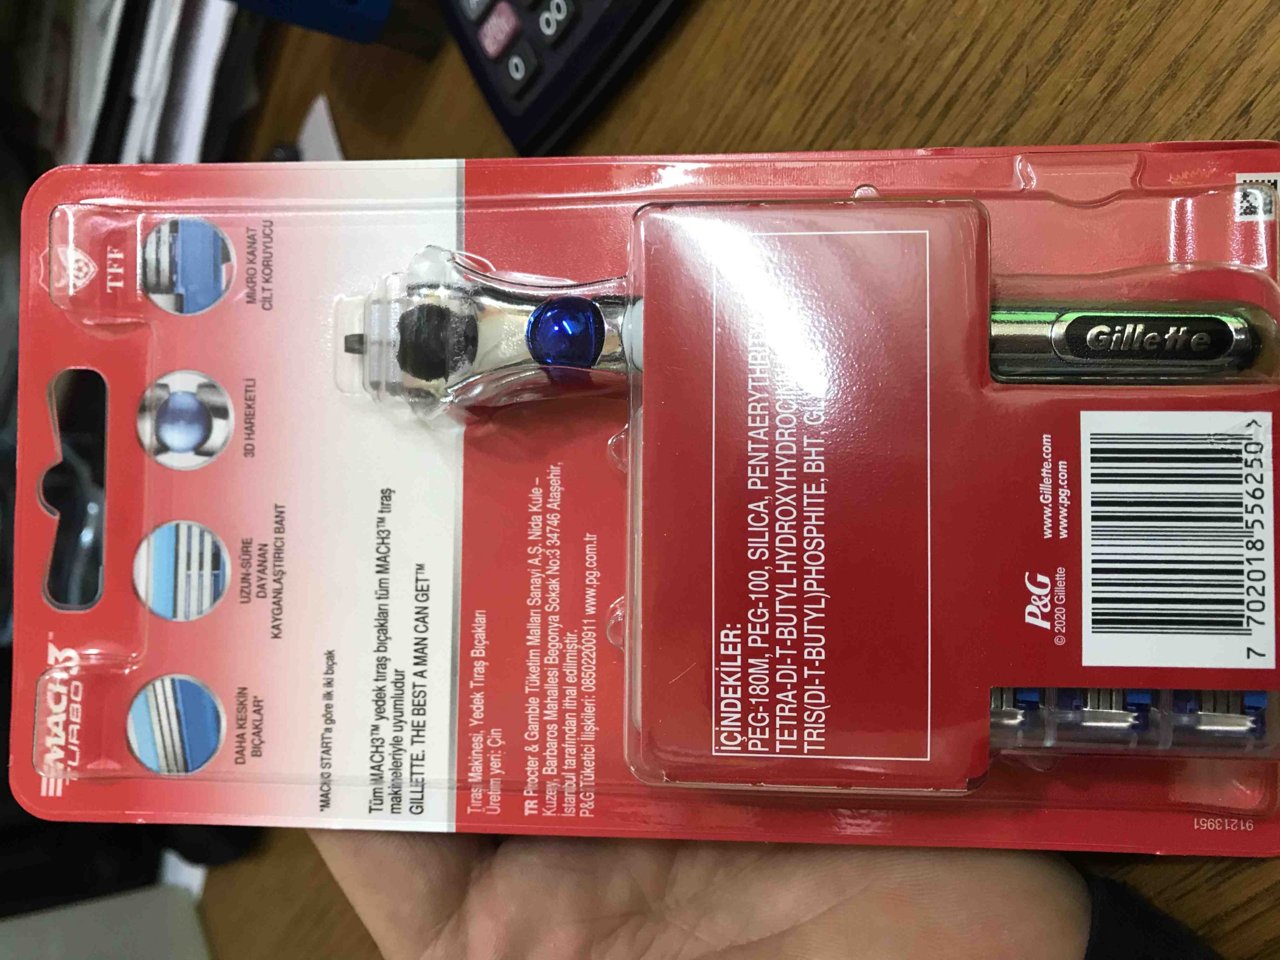 MACH3™
TURBO
TFF
DAHA KESKİN
BIÇAKLAR*
UZUN-SÜRE
DAYANAN
KAYGANLAŞTIRICI BANT
3D HAREKETLİ
MİKRO KANAT
CİLT KORUYUCU
*MACH3 START'a göre ilk iki bıçak
Tüm MACH3™ yedek tıraş bıçakları tüm MACH3™ tıraş
makineleriyle uyumludur
GILLETTE. THE BEST A MAN CAN GET™
Tıraş Makinesi, Yedek Tıraş Bıçakları
Üretim yeri: Çin
TR Procter & Gamble Tüketim Malları Sanayi A.Ş. Nida Kule –
Kuzey, Barbaros Mahallesi Begonya Sokak No:3 34746 Ataşehir,
İstanbul tarafından ithal edilmiştir.
P&G Tüketici İlişkileri: 08502200911 www.pg.com.tr
İÇİNDEKİLER:
PEG-180M, PEG-100, SILICA, PENTAERYTHRITYL
TETRA-DI-T-BUTYL HYDROXYHYDROCINNAMATE
TRIS(DI-T-BUTYL)PHOSPHITE, BHT,
Gillette
P&G
© 2020 Gillette
www.Gillette.com
www.pg.com
7 702018 556250 >
91213951
0
00